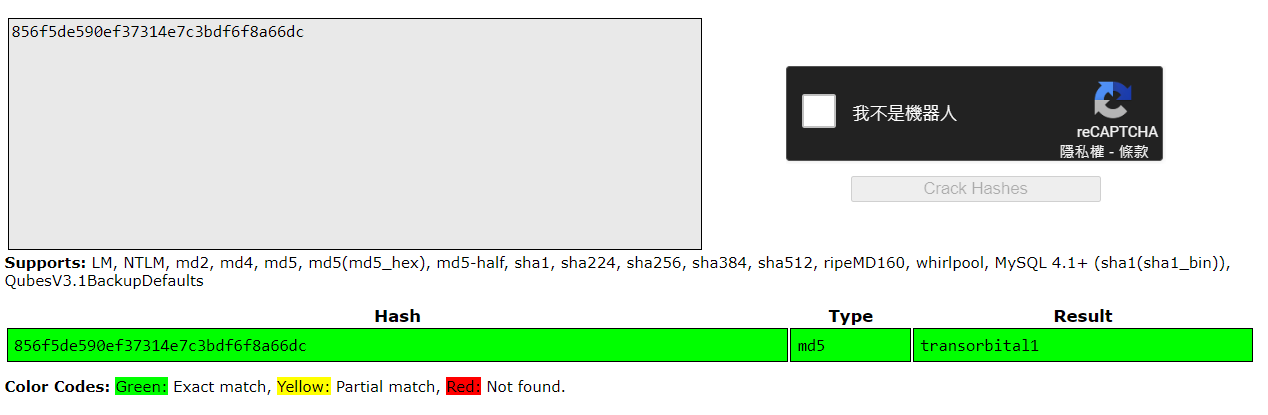 856f5de590ef37314e7c3bdf6f8a66dc
我不是機器人
reCAPTCHA
隱私權 - 條款
Crack Hashes
Supports: LM, NTLM, md2, md4, md5, md5(md5_hex), md5-half, sha1, sha224, sha256, sha384, sha512, ripeMD160, whirlpool, MySQL 4.1+ (sha1(sha1_bin)),
QubesV3.1BackupDefaults
Hash Type Result
856f5de590ef37314e7c3bdf6f8a66dc md5 transorbital1
Color Codes: Green: Exact match, Yellow: Partial match, Red: Not found.